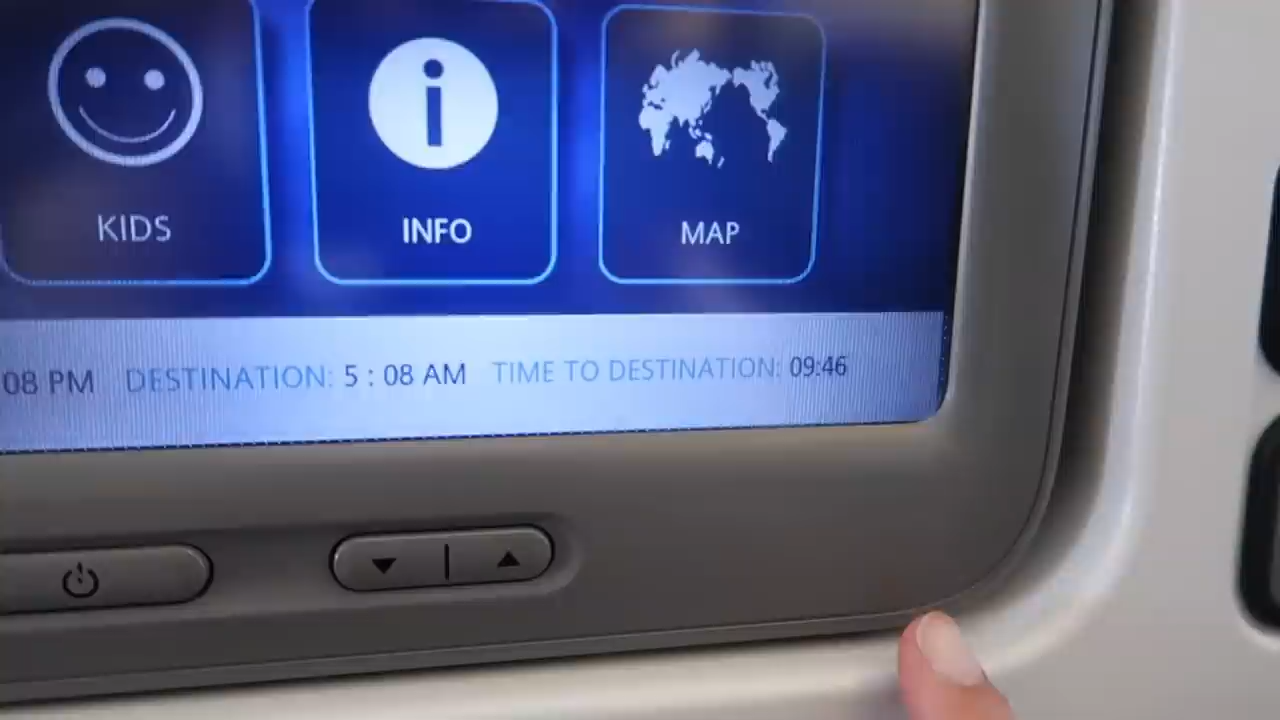 KIDS
INFO
MAP
08 PM DESTINATION: 5 : 08 AM TIME TO DESTINATION: 09:46